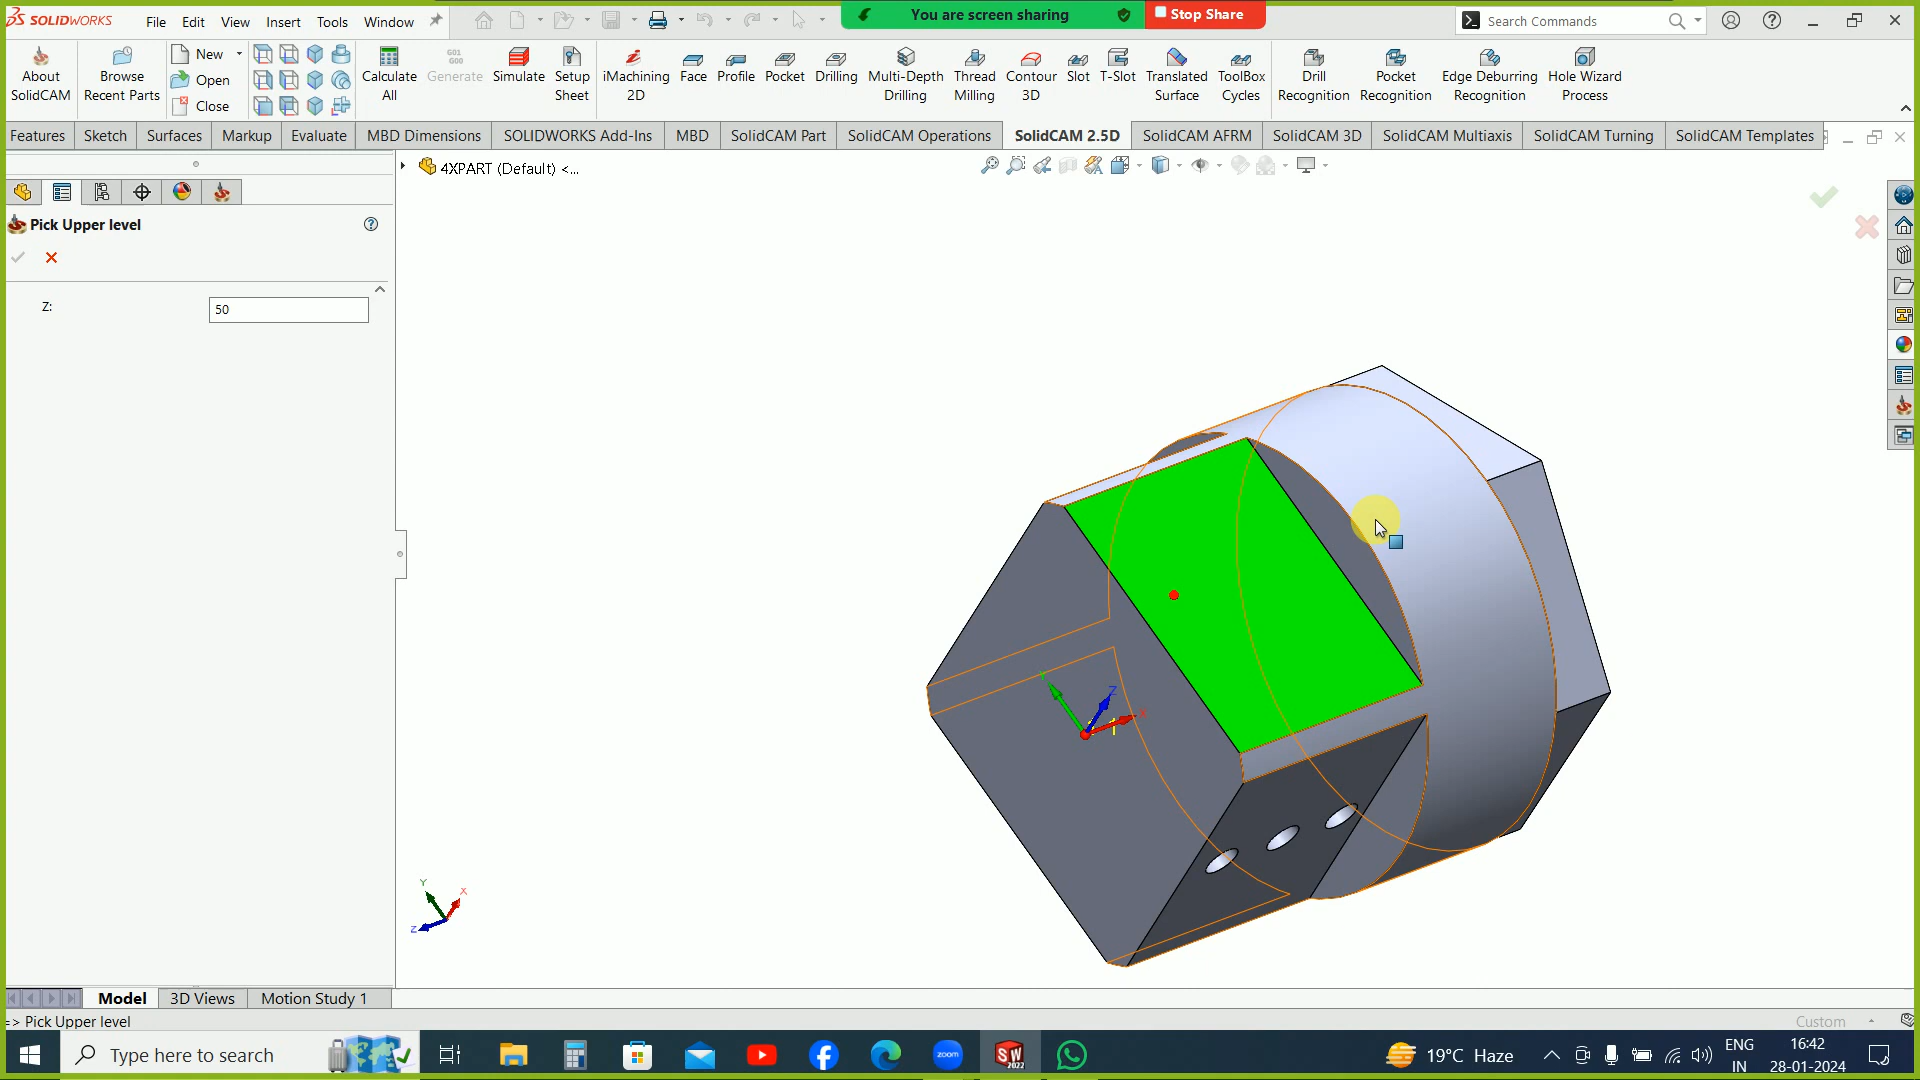 SOLIDWORKS File Edit View Insert Tools Window
You are screen sharing Stop Share
Search Commands
About SolidCAM
Browse Recent Parts
New
Open
Close
Calculate All
G01 G00
Generate
Simulate
Setup Sheet
iMachining 2D
Face
Profile
Pocket
Drilling
Multi-Depth Drilling
Thread Milling
Contour 3D
Slot
T-Slot
Translated Surface
ToolBox Cycles
Drill Recognition
Pocket Recognition
Edge Deburring Recognition
Hole Wizard Process
Features Sketch Surfaces Markup Evaluate MBD Dimensions SOLIDWORKS Add-Ins MBD SolidCAM Part SolidCAM Operations SolidCAM 2.5D SolidCAM AFRM SolidCAM 3D SolidCAM Multiaxis SolidCAM Turning SolidCAM Templates
4XPART (Default) <...
Pick Upper level
Z: 50
Y Z X
1
Y X Z
Model 3D Views Motion Study 1
=> Pick Upper level
Custom
Type here to search
zoom
SW 2022
19°C Haze
ENG IN
16:42
28-01-2024